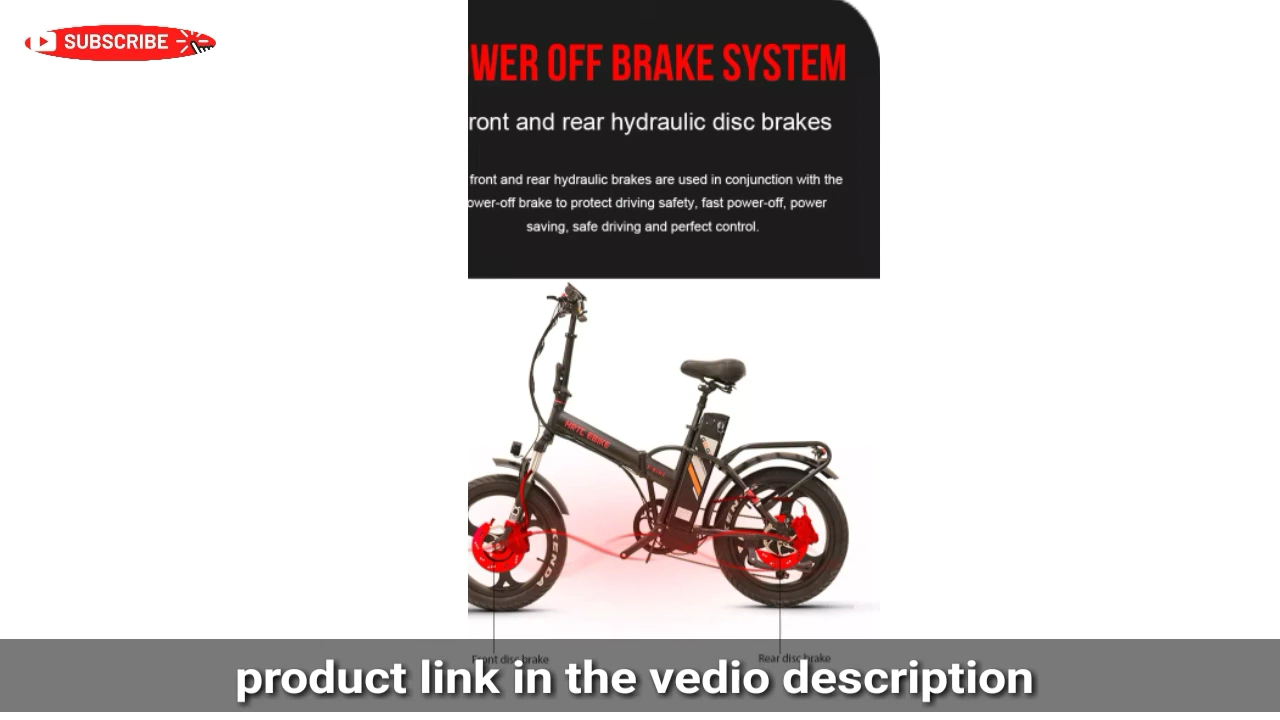 SUBSCRIBE
WER OFF BRAKE SYSTEM
ront and rear hydraulic disc brakes
front and rear hydraulic brakes are used in conjunction with the
ower-off brake to protect driving safety, fast power-off, power
saving, safe driving and perfect control.
KENDA
Front disc brake
Rear disc brake
product link in the vedio description